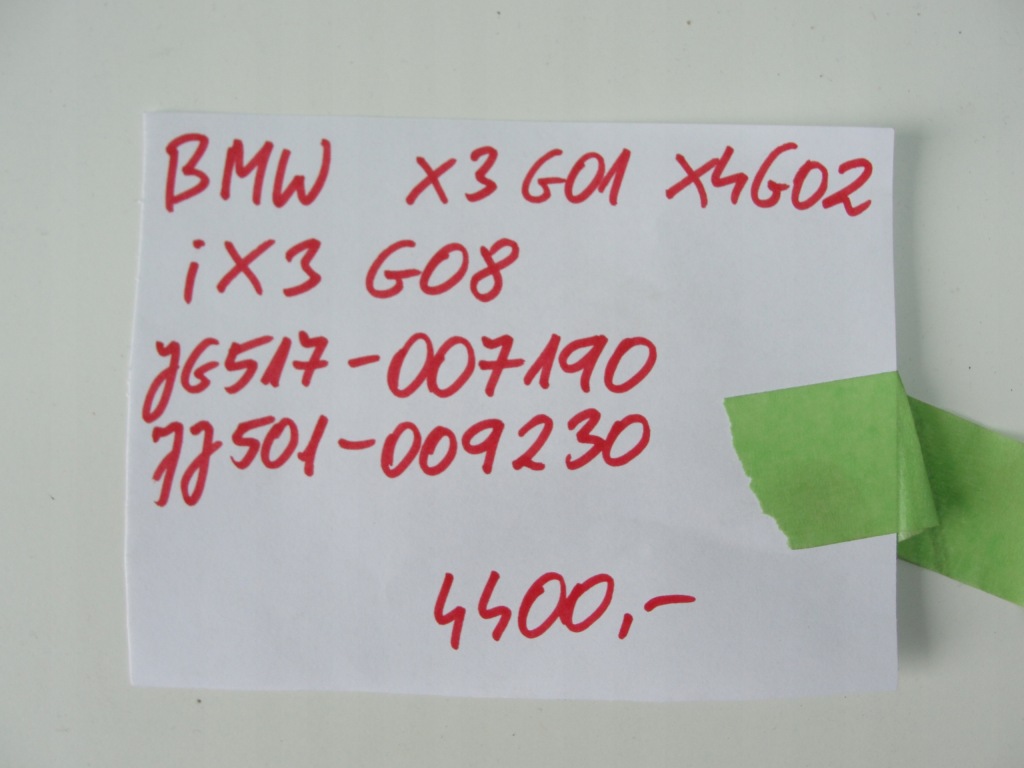 BMW X3 G01 X4G02
iX3 G08
JG517-007190
JJ501-009230
4400,-